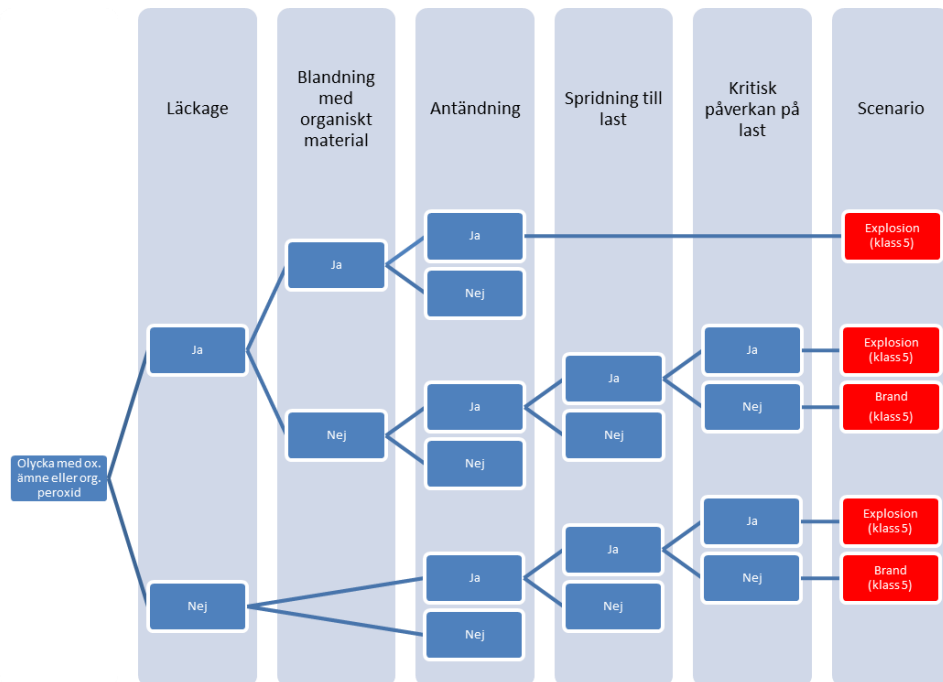 Läckage
Blandning
med
organiskt
material
Antändning
Spridning till
last
Kritisk
påverkan på
last
Scenario
Ja
Explosion
(klass 5)
Ja
Nej
Ja
Ja
Explosion
(klass 5)
Ja
Ja
Nej
Brand
(klass 5)
Nej
Nej
Nej
Olycka med ox.
ämne eller org.
peroxid
Ja
Explosion
(klass 5)
Ja
Ja
Nej
Brand
(klass 5)
Nej
Nej
Nej